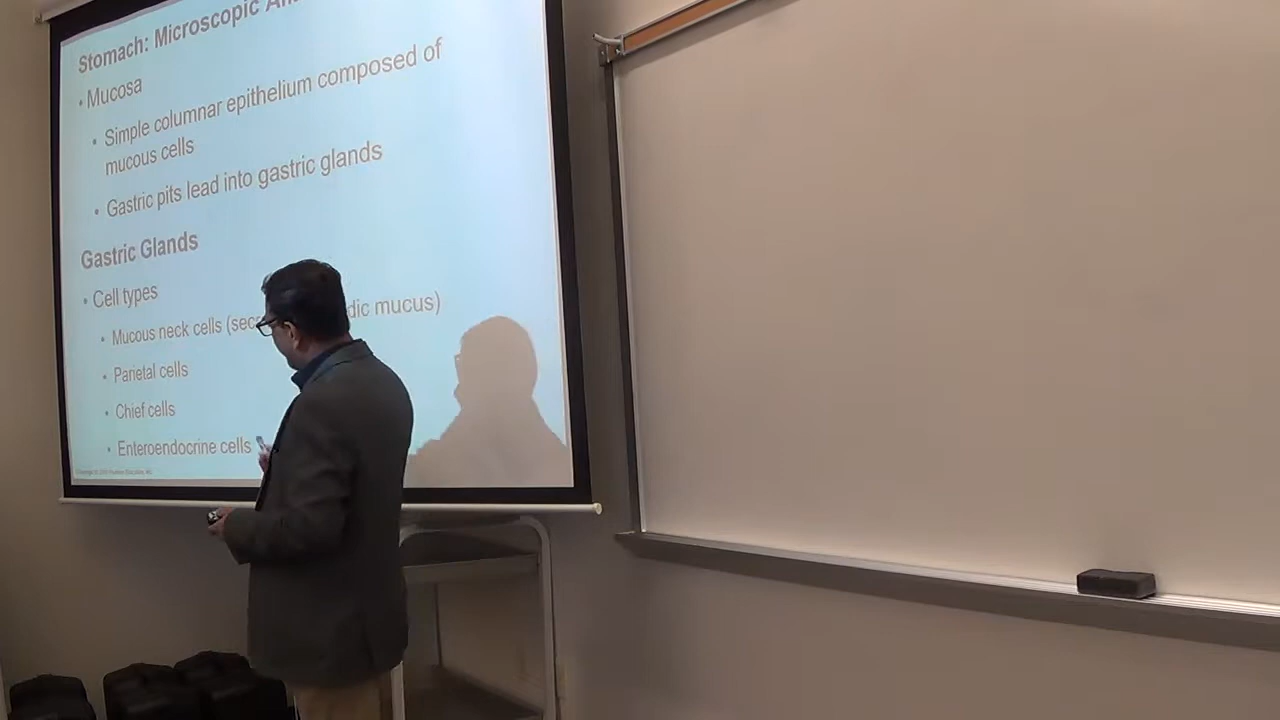 Stomach: Microscopic
• Mucosa
• Simple columnar epithelium composed of
mucous cells
• Gastric pits lead into gastric glands
Gastric Glands
• Cell types
• Mucous neck cells (sec dic mucus)
• Parietal cells
• Chief cells
• Enteroendocrine cells